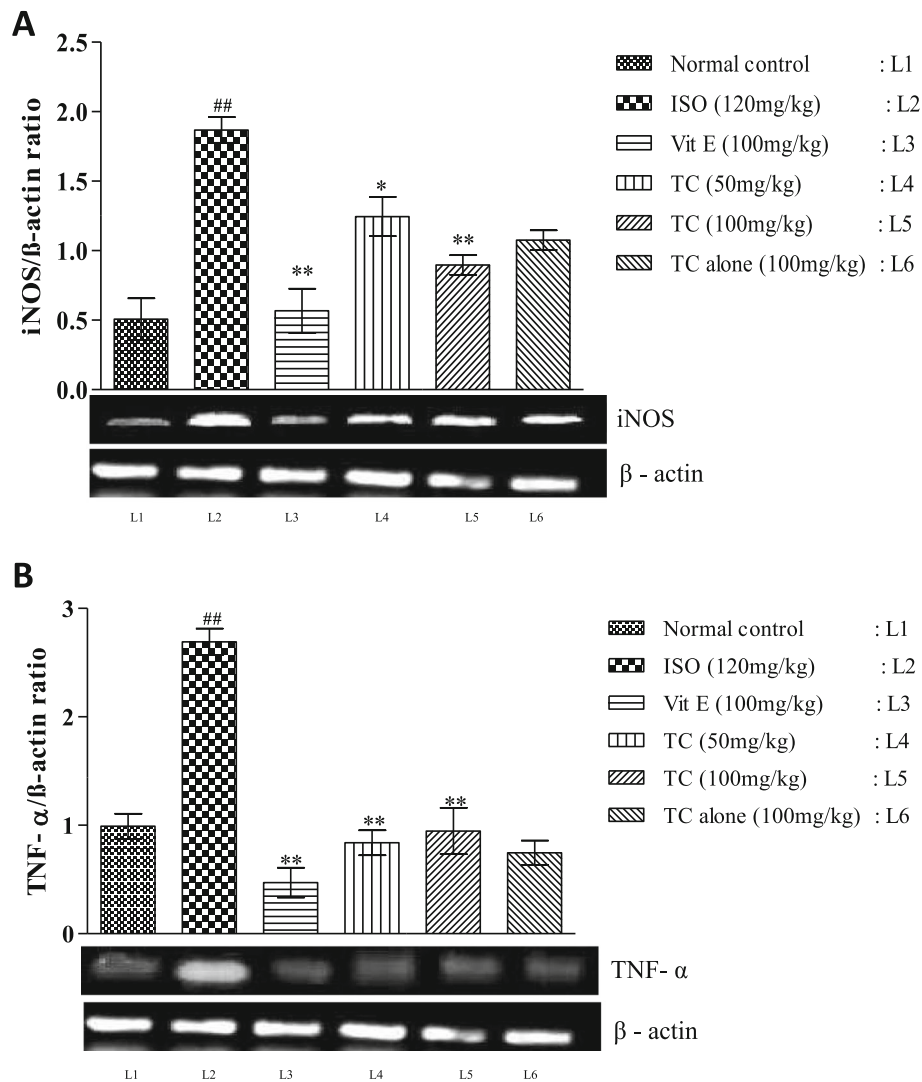 A
2.5
2.0
1.5
1.0
0.5
0.0
iNOS/ß-actin ratio
##
**
*
**
Normal control : L1
ISO (120mg/kg) : L2
Vit E (100mg/kg) : L3
TC (50mg/kg) : L4
TC (100mg/kg) : L5
TC alone (100mg/kg) : L6
iNOS
β - actin
L1 L2 L3 L4 L5 L6
B
3
2
1
0
TNF- α/ß-actin ratio
##
**
**
**
Normal control : L1
ISO (120mg/kg) : L2
Vit E (100mg/kg) : L3
TC (50mg/kg) : L4
TC (100mg/kg) : L5
TC alone (100mg/kg) : L6
TNF- α
β - actin
L1 L2 L3 L4 L5 L6